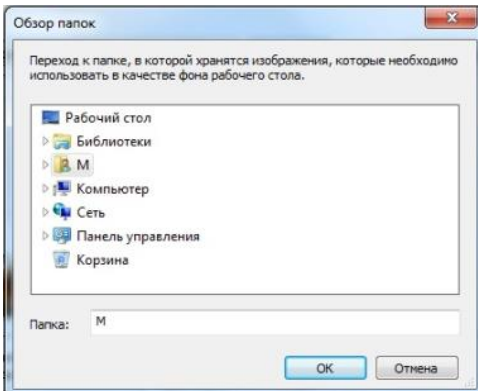 Обзор папок
Переход к папке, в которой хранятся изображения, которые необходимо
использовать в качестве фона рабочего стола.
Рабочий стол
Библиотеки
М
Компьютер
Сеть
Панель управления
Корзина
Папка: М
ОК Отмена